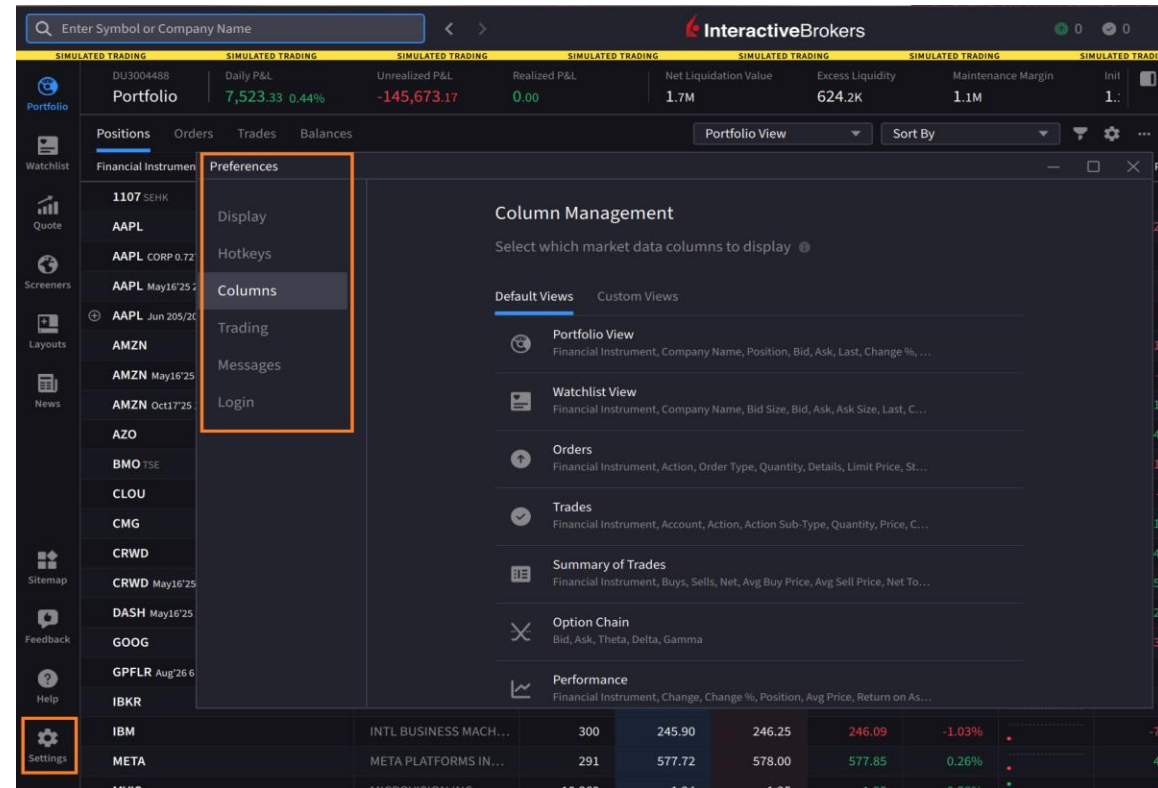 Enter Symbol or Company Name
InteractiveBrokers
0
0
SIMULATED TRADING SIMULATED TRADING SIMULATED TRADING SIMULATED TRADING SIMULATED TRADING SIMULATED TRADING SIMULATED
DU3004488 Daily P&L Unrealized P&L Realized P&L Net Liquidation Value Excess Liquidity Maintenance Margin
Portfolio 7,523.33 0.44% -145,673.17 0.00 1.7M 624.2K 1.1M
Portfolio
Positions Orders Trades Balances Portfolio View Sort By
Watchlist
Quote
Screeners
Layouts
News
Sitemap
Feedback
Help
Settings
Financial Instrumen
1107 SEHK
AAPL
AAPL CORP 0.72
AAPL May16'25 2
AAPL Jun 205/20
AMZN
AMZN May16'25
AMZN Oct17'25
AZO
BMO TSE
CLOU
CMG
CRWD
CRWD May16'25
DASH May16'25
GOOG
GPFLR Aug'26 6
IBKR
Preferences
Display
Hotkeys
Columns
Trading
Messages
Login
Column Management
Select which market data columns to display
Default Views Custom Views
Portfolio View
Financial Instrument, Company Name, Position, Bid, Ask, Last, Change %, ...
Watchlist View
Financial Instrument, Company Name, Bid Size, Bid, Ask, Ask Size, Last, C...
Orders
Financial Instrument, Action, Order Type, Quantity, Details, Limit Price, St...
Trades
Financial Instrument, Account, Action, Action Sub-Type, Quantity, Price, C...
Summary of Trades
Financial Instrument, Buys, Sells, Net, Avg Buy Price, Avg Sell Price, Net To...
Option Chain
Bid, Ask, Theta, Delta, Gamma
Performance
Financial Instrument, Change, Change %, Position, Avg Price, Return on As...
IBM INTL BUSINESS MACH... 300 245.90 246.25 246.09 -1.03%
META META PLATFORMS IN... 291 577.72 578.00 577.85 0.26%